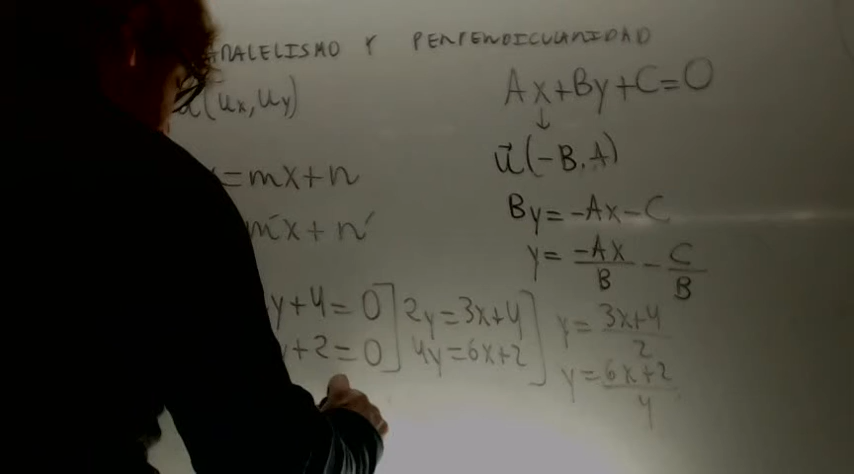 RALELISMO Y PERPENDICULARIDAD
(ux, uy)
=mx+n
m'x+n'
y+4=0] 2y=3x+4] y=3x+4/2
y+2=0] 4y=6x+2] y=6x+2/4
Ax+By+C=0
↓
u⃗(-B,A)
By=-Ax-C
y=-Ax/B-C/B